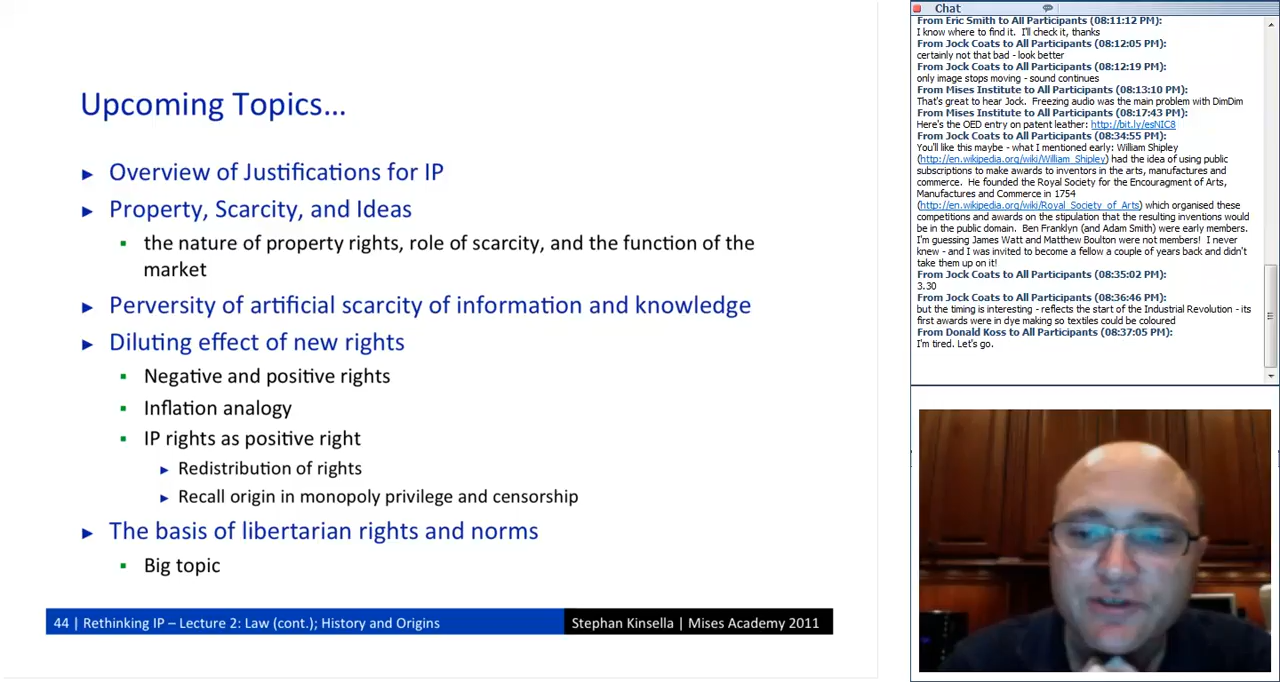 Upcoming Topics...
► Overview of Justifications for IP
► Property, Scarcity, and Ideas
▪ the nature of property rights, role of scarcity, and the function of the
market
► Perversity of artificial scarcity of information and knowledge
► Diluting effect of new rights
▪ Negative and positive rights
▪ Inflation analogy
▪ IP rights as positive right
► Redistribution of rights
► Recall origin in monopoly privilege and censorship
► The basis of libertarian rights and norms
▪ Big topic
44 | Rethinking IP – Lecture 2: Law (cont.); History and Origins
Stephan Kinsella | Mises Academy 2011
Chat
From Eric Smith to All Participants (08:11:12 PM):
I know where to find it. I'll check it, thanks
From Jock Coats to All Participants (08:12:05 PM):
certainly not that bad - look better
From Jock Coats to All Participants (08:12:19 PM):
only image stops moving - sound continues
From Mises Institute to All Participants (08:13:10 PM):
That's great to hear Jock. Freezing audio was the main problem with DimDim
From Mises Institute to All Participants (08:17:43 PM):
Here's the OED entry on patent leather: http://bit.ly/esNIC8
From Jock Coats to All Participants (08:34:55 PM):
You'll like this maybe - what I mentioned early: William Shipley
(http://en.wikipedia.org/wiki/William_Shipley) had the idea of using public
subscriptions to make awards to inventors in the arts, manufactures and
commerce. He founded the Royal Society for the Encouragment of Arts,
Manufactures and Commerce in 1754
(http://en.wikipedia.org/wiki/Royal_Society_of_Arts) which organised these
competitions and awards on the stipulation that the resulting inventions would
be in the public domain. Ben Franklyn (and Adam Smith) were early members.
I'm guessing James Watt and Matthew Boulton were not members! I never
knew - and I was invited to become a fellow a couple of years back and didn't
take them up on it!
From Jock Coats to All Participants (08:35:02 PM):
3.30
From Jock Coats to All Participants (08:36:46 PM):
but the timing is interesting - reflects the start of the Industrial Revolution - its
first awards were in dye making so textiles could be coloured
From Donald Koss to All Participants (08:37:05 PM):
I'm tired. Let's go.